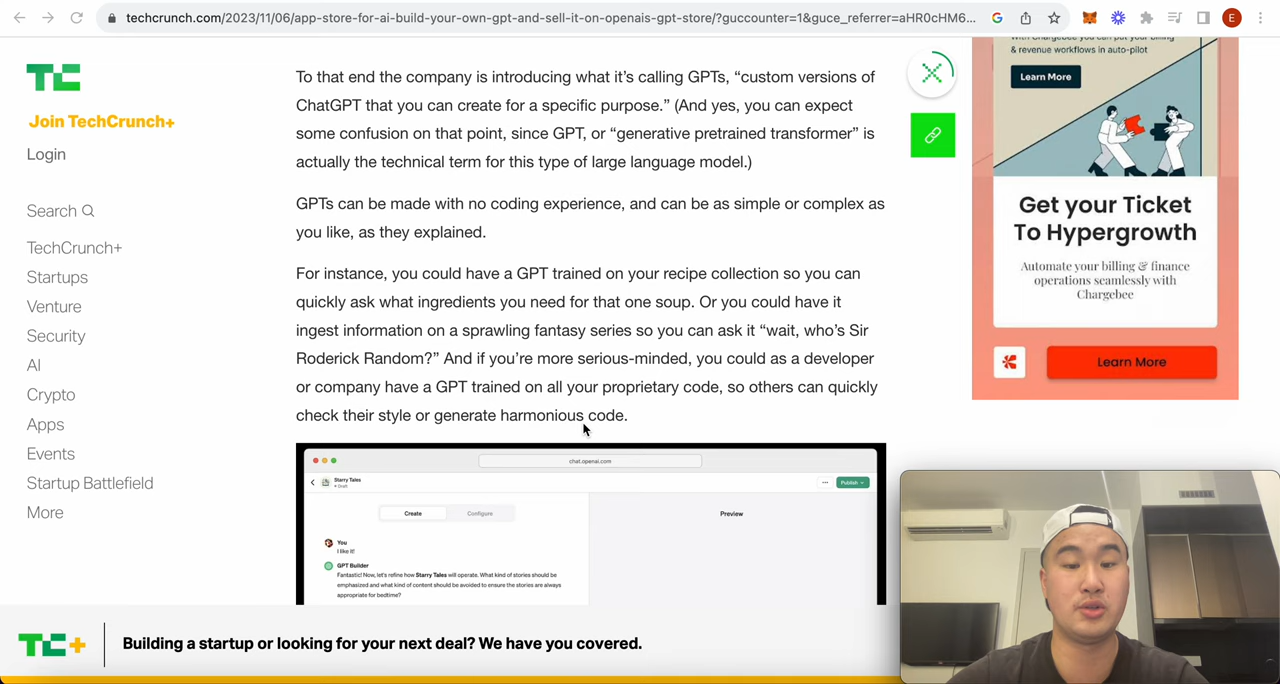 techcrunch.com/2023/11/06/app-store-for-ai-build-your-own-gpt-and-sell-it-on-openais-gpt-store/?guccounter=1&guce_referrer=aHR0cHM6...
E
TC
Join TechCrunch+
Login
Search
TechCrunch+
Startups
Venture
Security
AI
Crypto
Apps
Events
Startup Battlefield
More
To that end the company is introducing what it’s calling GPTs, “custom versions of
ChatGPT that you can create for a specific purpose.” (And yes, you can expect
some confusion on that point, since GPT, or “generative pretrained transformer” is
actually the technical term for this type of large language model.)
GPTs can be made with no coding experience, and can be as simple or complex as
you like, as they explained.
For instance, you could have a GPT trained on your recipe collection so you can
quickly ask what ingredients you need for that one soup. Or you could have it
ingest information on a sprawling fantasy series so you can ask it “wait, who’s Sir
Roderick Random?” And if you’re more serious-minded, you could as a developer
or company have a GPT trained on all your proprietary code, so others can quickly
check their style or generate harmonious code.
chat.openai.com
Starry Tales
Draft
Publish
Create
Configure
Preview
You
I like it!
GPT Builder
Fantastic! Now, let's refine how Starry Tales will operate. What kind of stories should be
emphasized and what kind of content should be avoided to ensure the stories are always
appropriate for bedtime?
& revenue workflows in auto-pilot
Learn More
Get your Ticket
To Hypergrowth
Automate your billing & finance
operations seamlessly with
Chargebee
Learn More
TC+
Building a startup or looking for your next deal? We have you covered.